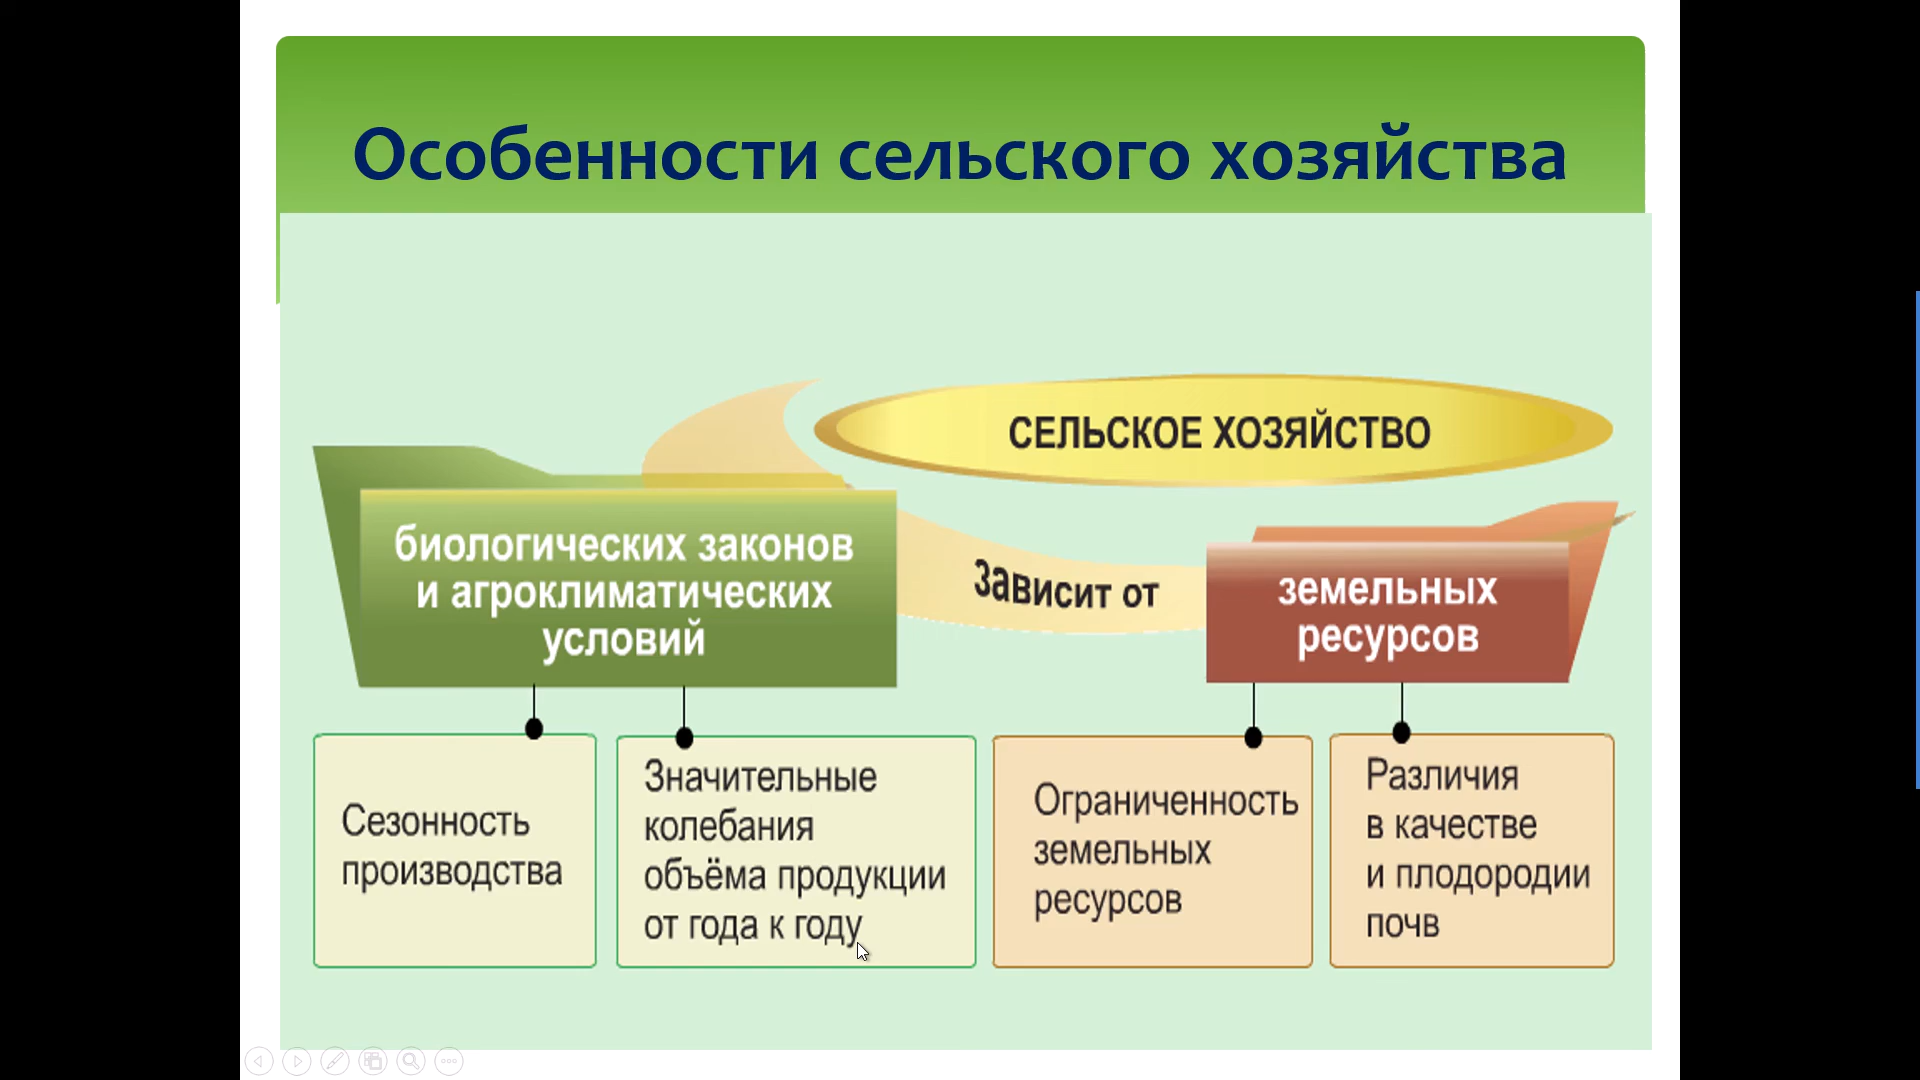 Особенности сельского хозяйства
СЕЛЬСКОЕ ХОЗЯЙСТВО
Зависит от
биологических законов
и агроклиматических
условий
земельных
ресурсов
Сезонность
производства
Значительные
колебания
объёма продукции
от года к году
Ограниченность
земельных
ресурсов
Различия
в качестве
и плодородии
почв